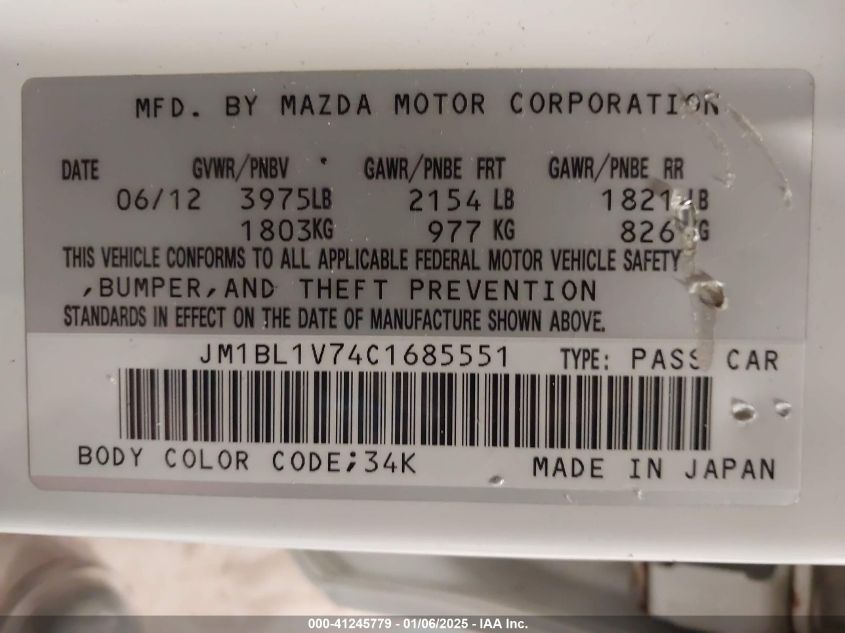 MFD. BY MAZDA MOTOR CORPORATION
DATE GVWR/PNBV GAWR/PNBE FRT GAWR/PNBE RR
06/12 3975LB 2154 LB 1821LB
1803KG 977 KG 826KG
THIS VEHICLE CONFORMS TO ALL APPLICABLE FEDERAL MOTOR VEHICLE SAFETY
,BUMPER,AND THEFT PREVENTION
STANDARDS IN EFFECT ON THE DATE OF MANUFACTURE SHOWN ABOVE.
JM1BL1V74C1685551 TYPE: PASS CAR
BODY COLOR CODE;34K MADE IN JAPAN
000-41245779 - 01/06/2025 - IAA Inc.